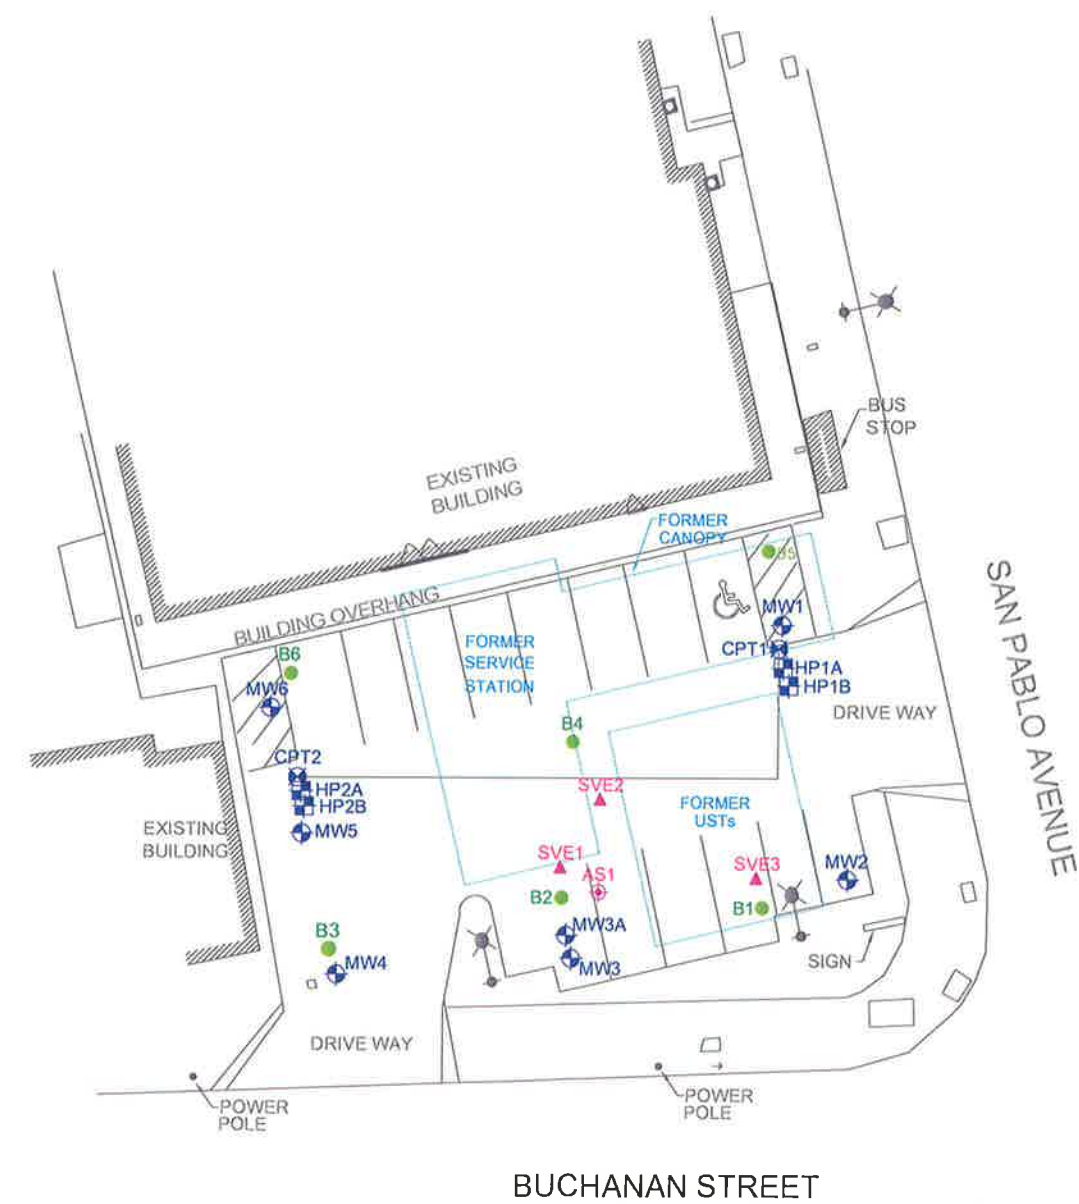 BUS
STOP
EXISTING
BUILDING
FORMER
CANOPY
B5
BUILDING OVERHANG
MW1
FORMER
SERVICE
STATION
CPT1
B6
HP1A
HP1B
MW6
DRIVE WAY
SAN PABLO AVENUE
B4
CPT2
SVE2
HP2A
HP2B
FORMER
USTs
EXISTING
BUILDING
MW5
SVE1
SVE3
MW2
AS1
B2
B1
MW3A
B3
MW4
MW3
SIGN
DRIVE WAY
POWER
POLE
POWER
POLE
BUCHANAN STREET